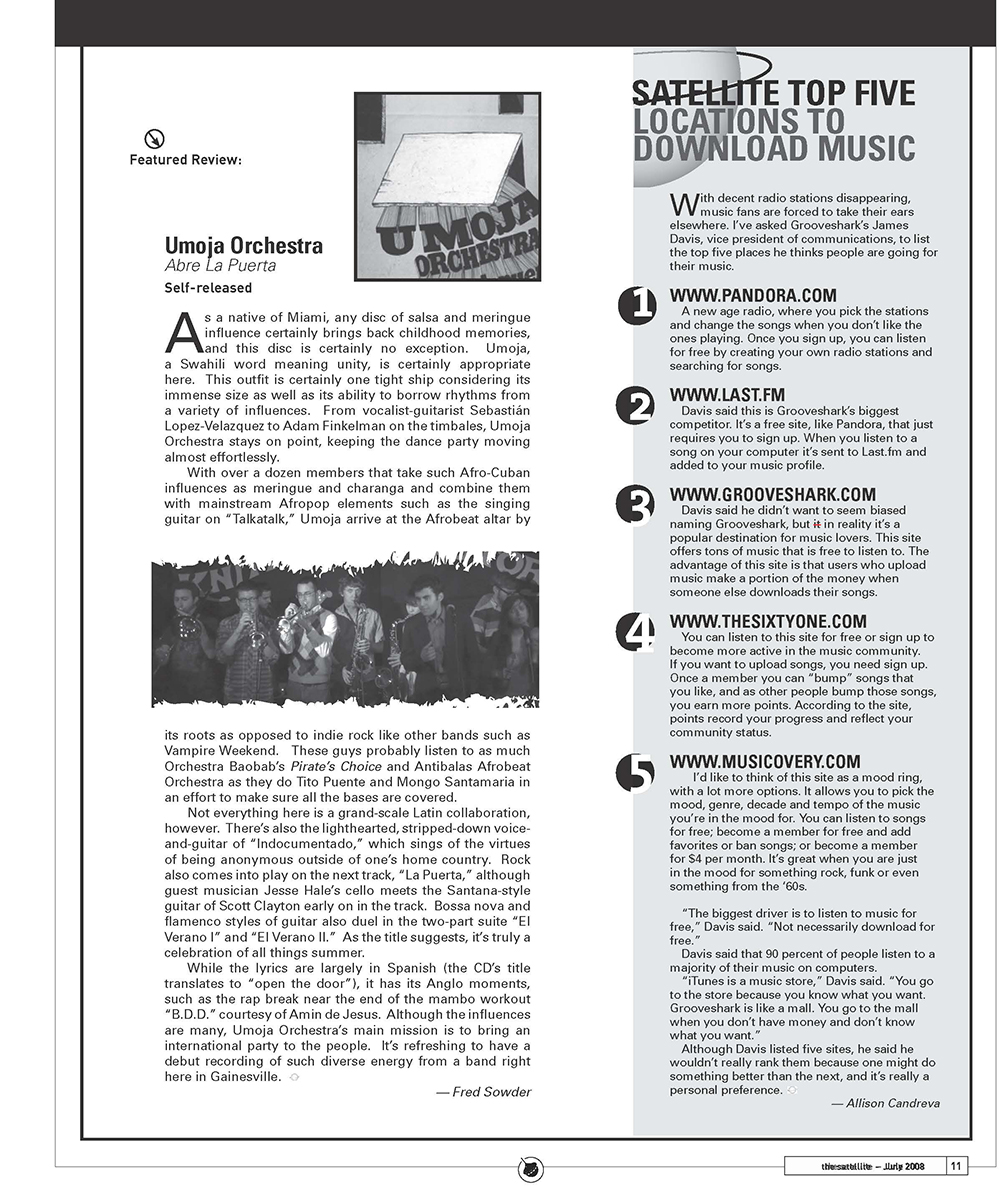 Featured Review:
UMOJA
ORCHESTRA
Umoja Orchestra
Abre La Puerta
Self-released
As a native of Miami, any disc of salsa and meringue
influence certainly brings back childhood memories,
and this disc is certainly no exception. Umoja,
a Swahili word meaning unity, is certainly appropriate
here. This outfit is certainly one tight ship considering its
immense size as well as its ability to borrow rhythms from
a variety of influences. From vocalist-guitarist Sebastián
Lopez-Velazquez to Adam Finkelman on the timbales, Umoja
Orchestra stays on point, keeping the dance party moving
almost effortlessly.
With over a dozen members that take such Afro-Cuban
influences as meringue and charanga and combine them
with mainstream Afropop elements such as the singing
guitar on “Talkatalk,” Umoja arrive at the Afrobeat altar by
its roots as opposed to indie rock like other bands such as
Vampire Weekend. These guys probably listen to as much
Orchestra Baobab’s Pirate’s Choice and Antibalas Afrobeat
Orchestra as they do Tito Puente and Mongo Santamaria in
an effort to make sure all the bases are covered.
Not everything here is a grand-scale Latin collaboration,
however. There’s also the lighthearted, stripped-down voice-
and-guitar of “Indocumentado,” which sings of the virtues
of being anonymous outside of one’s home country. Rock
also comes into play on the next track, “La Puerta,” although
guest musician Jesse Hale’s cello meets the Santana-style
guitar of Scott Clayton early on in the track. Bossa nova and
flamenco styles of guitar also duel in the two-part suite “El
Verano I” and “El Verano II.” As the title suggests, it’s truly a
celebration of all things summer.
While the lyrics are largely in Spanish (the CD’s title
translates to “open the door”), it has its Anglo moments,
such as the rap break near the end of the mambo workout
“B.D.D.” courtesy of Amin de Jesus. Although the influences
are many, Umoja Orchestra’s main mission is to bring an
international party to the people. It’s refreshing to have a
debut recording of such diverse energy from a band right
here in Gainesville.
— Fred Sowder
SATELLITE TOP FIVE
LOCATIONS TO
DOWNLOAD MUSIC
With decent radio stations disappearing,
music fans are forced to take their ears
elsewhere. I’ve asked Grooveshark’s James
Davis, vice president of communications, to list
the top five places he thinks people are going for
their music.
1 WWW.PANDORA.COM
A new age radio, where you pick the stations
and change the songs when you don’t like the
ones playing. Once you sign up, you can listen
for free by creating your own radio stations and
searching for songs.
2 WWW.LAST.FM
Davis said this is Grooveshark’s biggest
competitor. It’s a free site, like Pandora, that just
requires you to sign up. When you listen to a
song on your computer it’s sent to Last.fm and
added to your music profile.
3 WWW.GROOVESHARK.COM
Davis said he didn’t want to seem biased
naming Grooveshark, but it in reality it’s a
popular destination for music lovers. This site
offers tons of music that is free to listen to. The
advantage of this site is that users who upload
music make a portion of the money when
someone else downloads their songs.
4 WWW.THESIXTYONE.COM
You can listen to this site for free or sign up to
become more active in the music community.
If you want to upload songs, you need sign up.
Once a member you can “bump” songs that
you like, and as other people bump those songs,
you earn more points. According to the site,
points record your progress and reflect your
community status.
5 WWW.MUSICOVERY.COM
I’d like to think of this site as a mood ring,
with a lot more options. It allows you to pick the
mood, genre, decade and tempo of the music
you’re in the mood for. You can listen to songs
for free; become a member for free and add
favorites or ban songs; or become a member
for $4 per month. It’s great when you are just
in the mood for something rock, funk or even
something from the ’60s.
“The biggest driver is to listen to music for
free,” Davis said. “Not necessarily download for
free.”
Davis said that 90 percent of people listen to a
majority of their music on computers.
“iTunes is a music store,” Davis said. “You go
to the store because you know what you want.
Grooveshark is like a mall. You go to the mall
when you don’t have money and don’t know
what you want.”
Although Davis listed five sites, he said he
wouldn’t really rank them because one might do
something better than the next, and it’s really a
personal preference.
— Allison Candreva
the satellite – July 2008 11